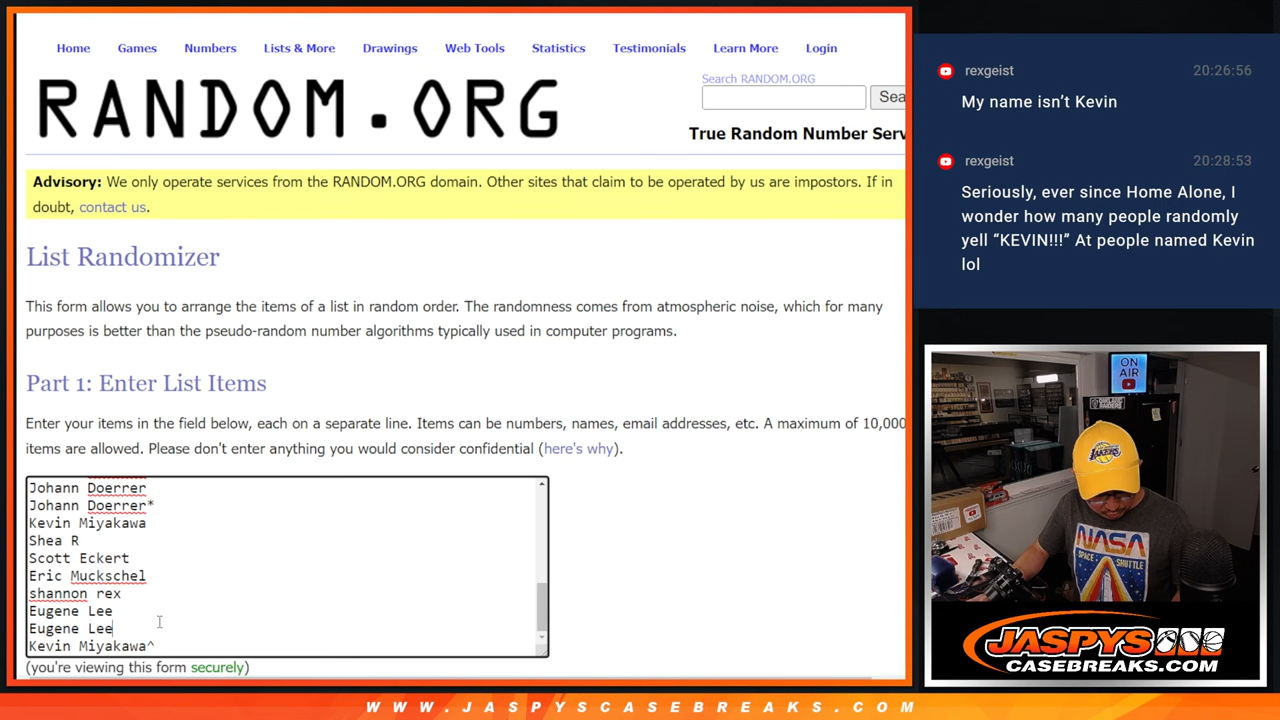 Home Games Numbers Lists & More Drawings Web Tools Statistics Testimonials Learn More Login
RANDOM.ORG
Search RANDOM.ORG
Sea
True Random Number Serv
Advisory: We only operate services from the RANDOM.ORG domain. Other sites that claim to be operated by us are impostors. If in
doubt, contact us.
List Randomizer
This form allows you to arrange the items of a list in random order. The randomness comes from atmospheric noise, which for many
purposes is better than the pseudo-random number algorithms typically used in computer programs.
Part 1: Enter List Items
Enter your items in the field below, each on a separate line. Items can be numbers, names, email addresses, etc. A maximum of 10,000
items are allowed. Please don't enter anything you would consider confidential (here's why).
Johann Doerrer
Johann Doerrer*
Kevin Miyakawa
Shea R
Scott Eckert
Eric Muckschel
shannon rex
Eugene Lee
Eugene Lee
Kevin Miyakawa^
(you're viewing this form securely)
rexgeist 20:26:56
My name isn’t Kevin
rexgeist 20:28:53
Seriously, ever since Home Alone, I
wonder how many people randomly
yell “KEVIN!!!” At people named Kevin
lol
ON
AIR
LAKERS
NASA
SPACE SHUTTLE
JASPYS
CASEBREAKS.COM
WWW.JASPYSCASEBREAKS.COM